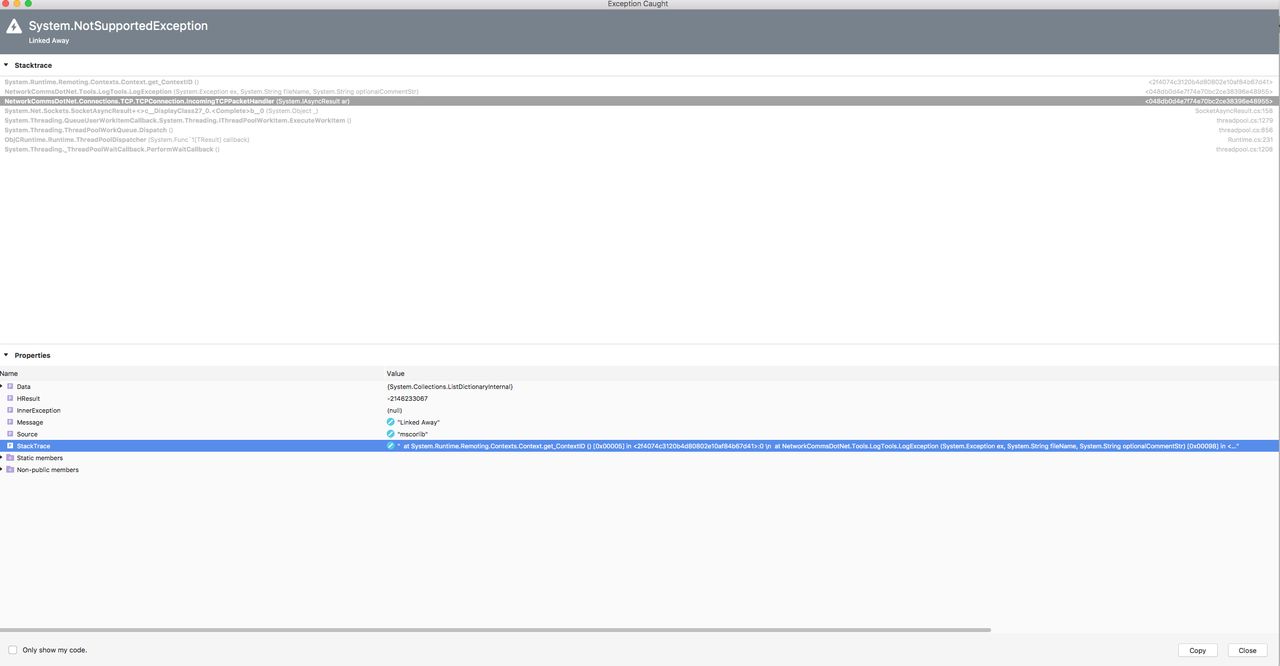 Exception Caught
System.NotSupportedException
Linked Away
Stacktrace
System.Runtime.Remoting.Contexts.Context.get_ContextID () <2f4074c3120b4d80802e10af84b67d41>
NetworkCommsDotNet.Tools.LogTools.LogException (System.Exception ex, System.String fileName, System.String optionalCommentStr) <048db0d4e7f74e70bc2ce38396e48955>
NetworkCommsDotNet.Connections.TCP.TCPConnection.IncomingTCPPacketHandler (System.IAsyncResult ar) <048db0d4e7f74e70bc2ce38396e48955>
System.Net.Sockets.SocketAsyncResult+<>c__DisplayClass27_0.<Complete>b__0 (System.Object _) SocketAsyncResult.cs:158
System.Threading.QueueUserWorkItemCallback.System.Threading.IThreadPoolWorkItem.ExecuteWorkItem () threadpool.cs:1279
System.Threading.ThreadPoolWorkQueue.Dispatch () threadpool.cs:856
ObjCRuntime.Runtime.ThreadPoolDispatcher (System.Func`1[TResult] callback) Runtime.cs:231
System.Threading._ThreadPoolWaitCallback.PerformWaitCallback () threadpool.cs:1208
Properties
Name Value
Data {System.Collections.ListDictionaryInternal}
HResult -2146233067
InnerException (null)
Message "Linked Away"
Source "mscorlib"
StackTrace "  at System.Runtime.Remoting.Contexts.Context.get_ContextID () [0x00005] in <2f4074c3120b4d80802e10af84b67d41>:0 \n  at NetworkCommsDotNet.Tools.LogTools.LogException (System.Exception ex, System.String fileName, System.String optionalCommentStr) [0x00098] in <…"
Static members
Non-public members
Only show my code.
Copy Close